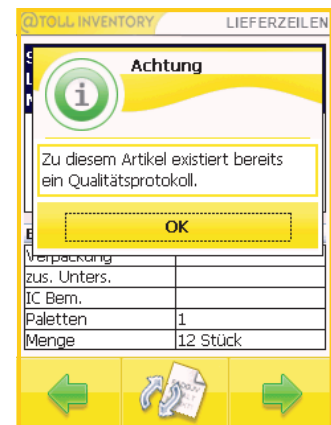 @TOLL INVENTORY LIEFERZEILEN
Achtung
Zu diesem Artikel existiert bereits
ein Qualitätsprotokoll.
OK
Verpackung
zus. Unters.
IC Bem.
Paletten 1
Menge 12 Stück